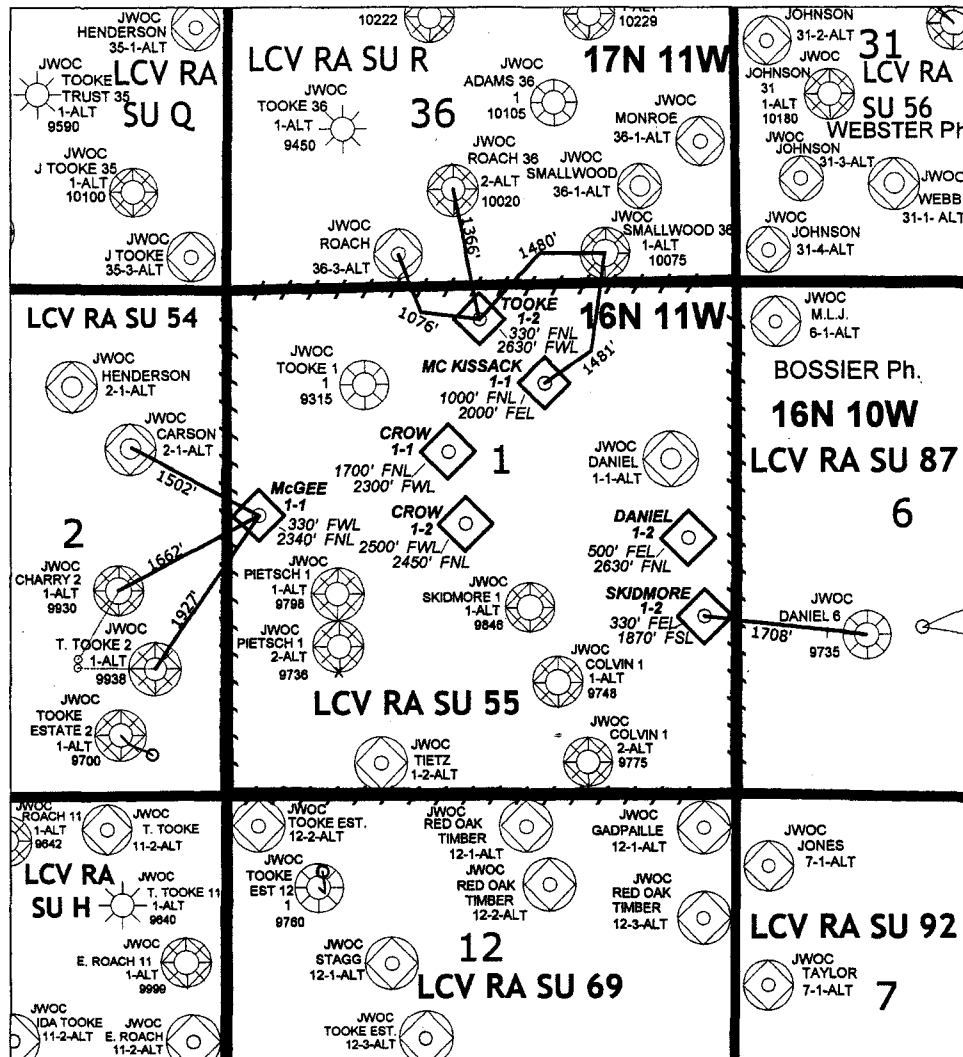 JWOC
HENDERSON
35-1-ALT
JWOC
TOOKE
TRUST 35
1-ALT
9590
LCV RA
SU Q
JWOC
J TOOKE 35
1-ALT
10100
JWOC
J TOOKE
35-3-ALT
10222
10229
LCV RA SU R
17N 11W
36
JWOC
TOOKE 36
1-ALT
9450
JWOC
ADAMS 36
1
10105
JWOC
MONROE
36-1-ALT
JWOC
ROACH 36
2-ALT
10020
JWOC
SMALLWOOD
36-1-ALT
JWOC
ROACH
36-3-ALT
JWOC
SMALLWOOD 36
1-ALT
10075
1366'
1480'
1076'
1481'
JOHNSON
31-2-ALT
31
JWOC
JOHNSON
31
1-ALT
10180
LCV RA
SU 56
WEBSTER Ph
JWOC
JOHNSON
31-3-ALT
JWOC
WEBB
31-1- ALT
JWOC
JOHNSON
31-4-ALT
LCV RA SU 54
JWOC
HENDERSON
2-1-ALT
JWOC
CARSON
2-1-ALT
1502'
2
1662'
JWOC
CHARRY 2
1-ALT
9930
1927'
JWOC
T. TOOKE 2
1-ALT
9938
JWOC
TOOKE
ESTATE 2
1-ALT
9700
TOOKE
1-2
330' FNL
2630' FWL
16N 11W
JWOC
TOOKE 1
1
9315
MC KISSACK
1-1
1000' FNL
2000' FEL
CROW
1-1
1700' FNL
2300' FWL
1
JWOC
DANIEL
1-1-ALT
McGEE
1-1
330' FWL
2340' FNL
CROW
1-2
2500' FWL
2450' FNL
DANIEL
1-2
500' FEL
2630' FNL
JWOC
PIETSCH 1
1-ALT
9798
JWOC
SKIDMORE 1
1-ALT
9846
SKIDMORE
1-2
330' FEL
1870' FSL
1708'
JWOC
PIETSCH 1
2-ALT
9736
JWOC
COLVIN 1
1-ALT
9748
LCV RA SU 55
JWOC
COLVIN 1
2-ALT
9775
JWOC
TIETZ
1-2-ALT
JWOC
M.L.J.
6-1-ALT
BOSSIER Ph.
16N 10W
LCV RA SU 87
6
JWOC
DANIEL 6
9735
ROACH 11
1-ALT
9642
JWOC
T. TOOKE
11-2-ALT
LCV RA
SU H
JWOC
T. TOOKE 11
1-ALT
9640
JWOC
E. ROACH 11
1-ALT
9999
JWOC
IDA TOOKE
11-2-ALT
JWOC
E. ROACH
11-2-ALT
JWOC
TOOKE EST.
12-2-ALT
JWOC
TOOKE
EST 12
1
9760
JWOC
RED OAK
TIMBER
12-1-ALT
JWOC
GADPAILLE
12-1-ALT
JWOC
RED OAK
TIMBER
12-2-ALT
JWOC
RED OAK
TIMBER
12-3-ALT
JWOC
STAGG
12-1-ALT
12
LCV RA SU 69
JWOC
TOOKE EST.
12-3-ALT
JWOC
JONES
7-1-ALT
LCV RA SU 92
JWOC
TAYLOR
7-1-ALT
7